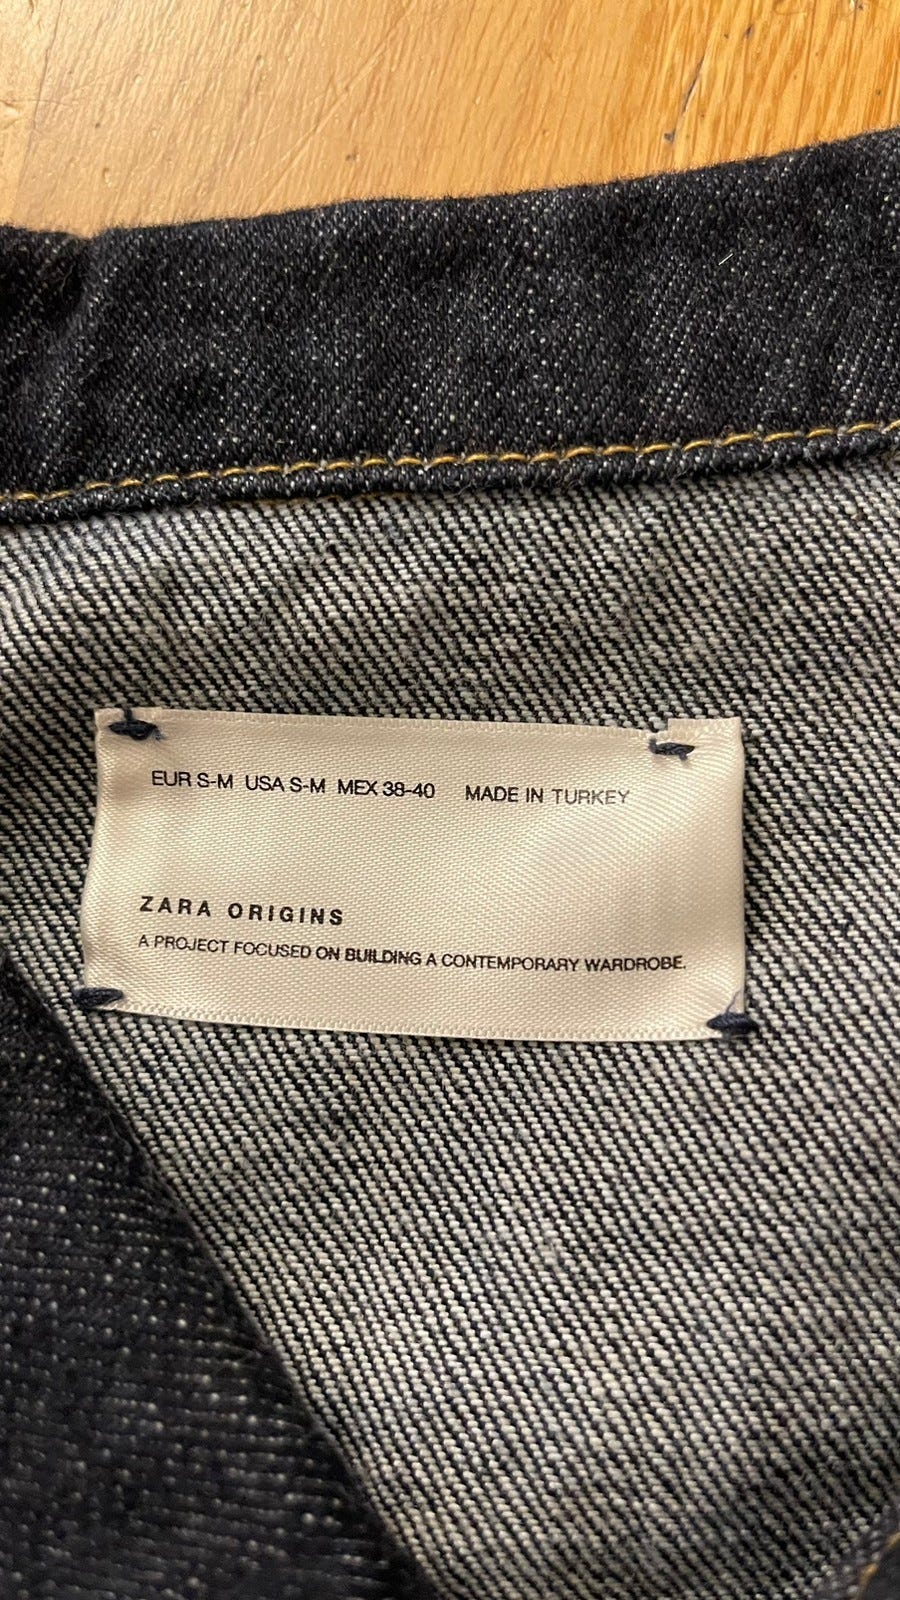 EUR S-M USA S-M MEX 38-40 MADE IN TURKEY
ZARA ORIGINS
A PROJECT FOCUSED ON BUILDING A CONTEMPORARY WARDROBE.